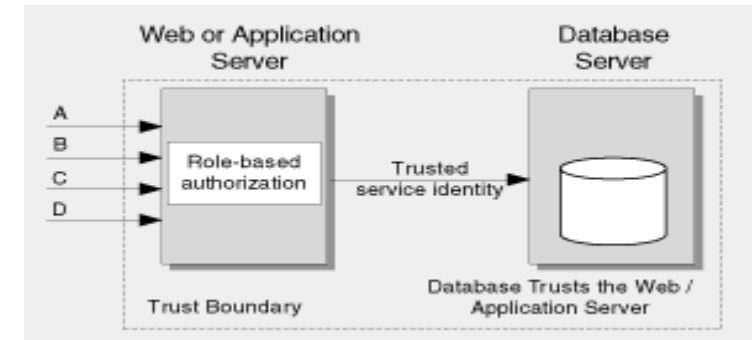 Web or Application
Server
Database
Server
A
B
C
D
Role-based
authorization
Trusted
service identity
Trust Boundary
Database Trusts the Web /
Application Server